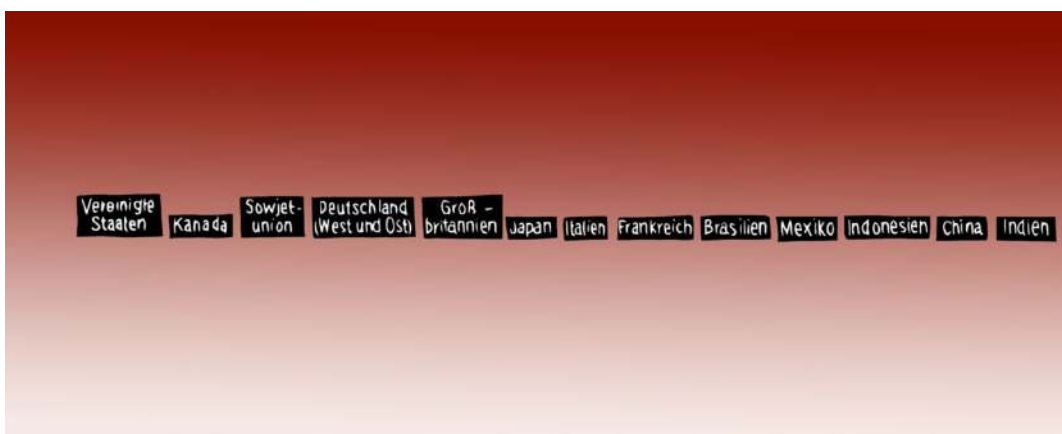 Vereinigte
Staaten
Kanada
Sowjet-
union
Deutschland
(West und Ost)
Groß-
britannien
Japan
Italien
Frankreich
Brasilien
Mexiko
Indonesien
China
Indien